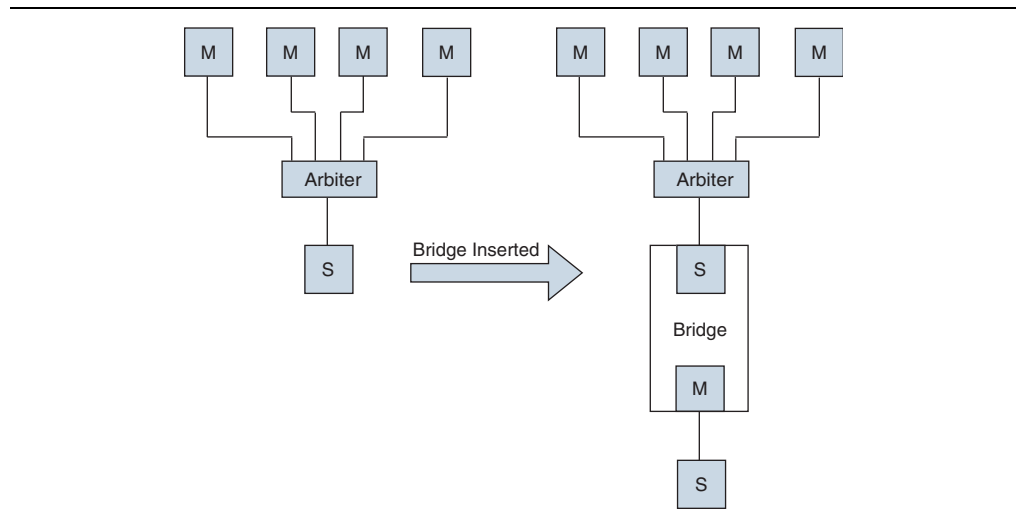 M M M M M M M M
Arbiter Arbiter
S Bridge Inserted S
Bridge
M
S